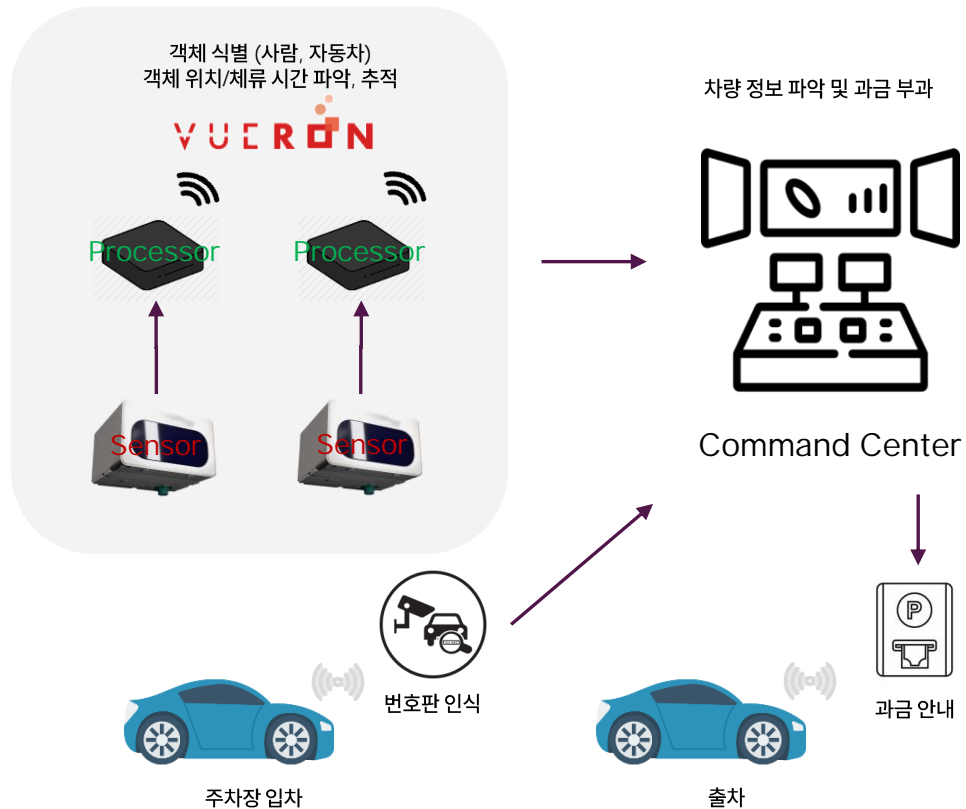 객체 식별 (사람, 자동차)
객체 위치/체류 시간 파악, 추적
VUERON
Processor
Processor
Sensor
Sensor
차량 정보 파악 및 과금 부과
Command Center
번호판 인식
P
과금 안내
주차장 입차
출차